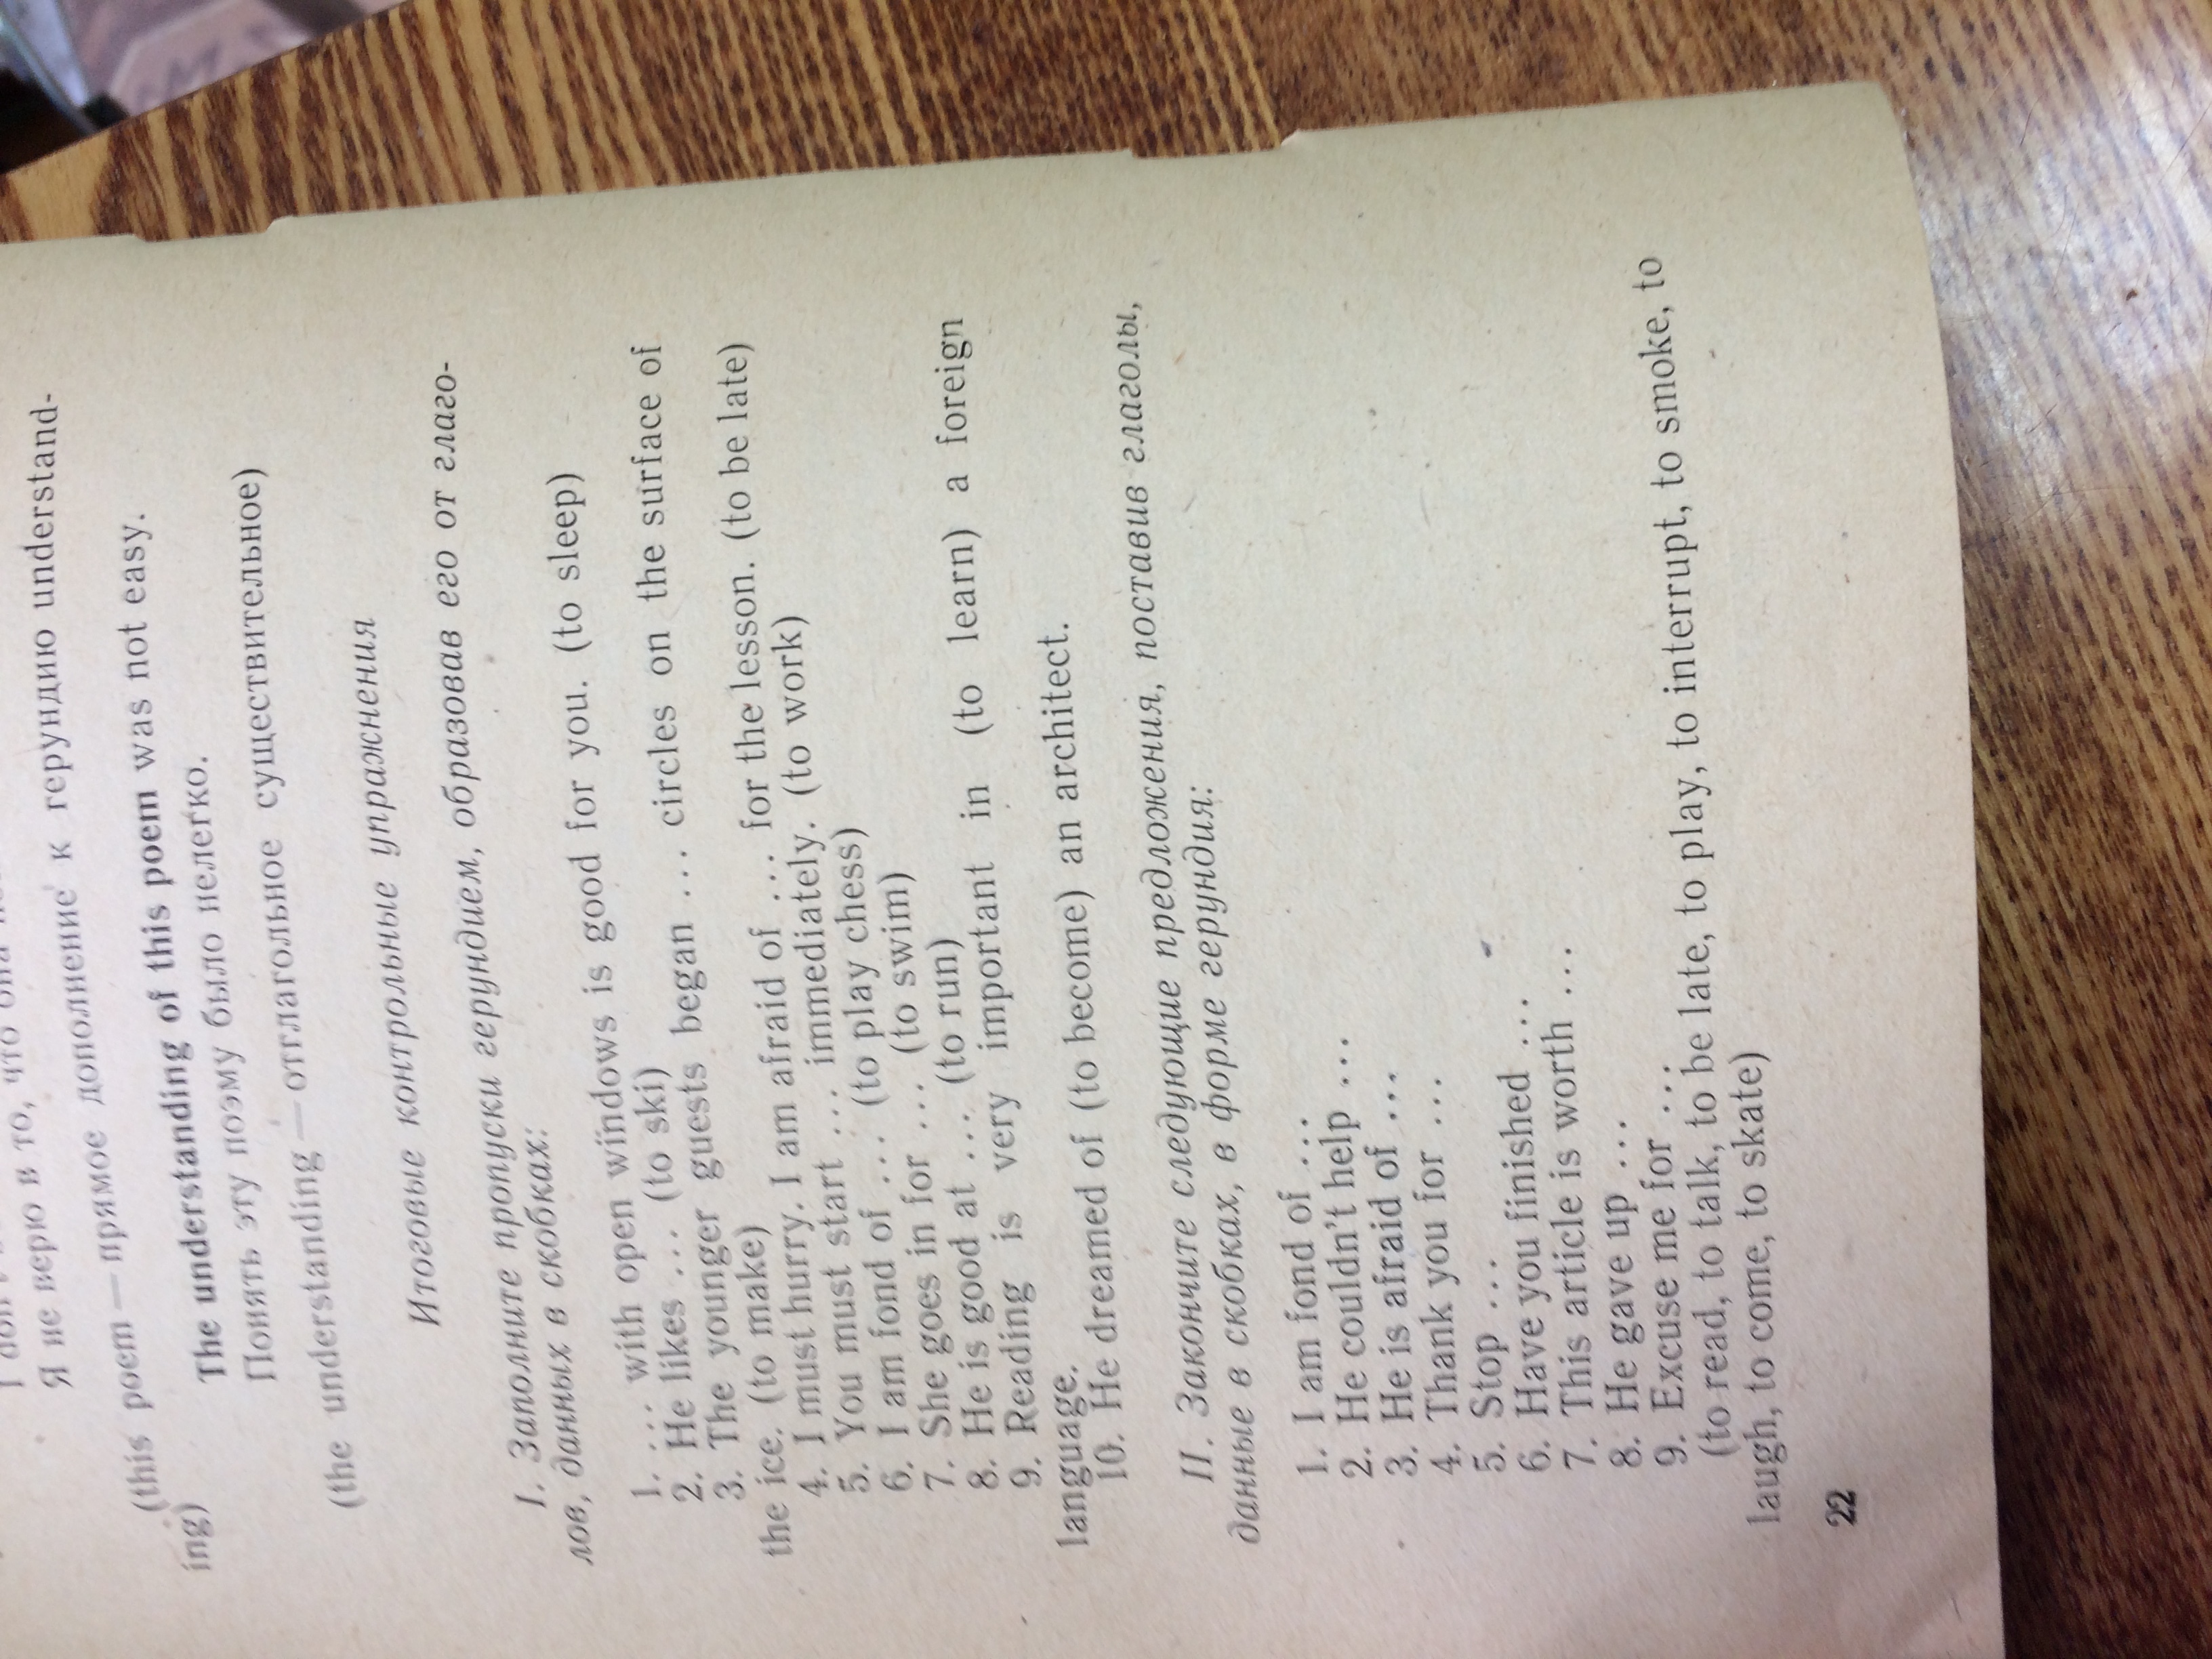 Я не верю в то, что
(this poem — прямое дополнение к герундию understand-
ing)
The understanding of this poem was not easy.
Понять эту поэму было нелегко.
(the understanding — отглагольное существительное)
Итоговые контрольные упражнения
I. Заполните пропуски герундием, образовав его от глаго-
лов, данных в скобках:
1. ... with open windows is good for you. (to sleep)
2. He likes ... (to ski)
3. The younger guests began ... circles on the surface of
the ice. (to make)
4. I must hurry. I am afraid of ... for the lesson. (to be late)
5. You must start ... immediately. (to work)
6. I am fond of ... (to play chess)
7. She goes in for ... (to swim)
8. He is good at ... (to run)
9. Reading is very important in (to learn) a foreign
language.
10. He dreamed of (to become) an architect.
II. Закончите следующие предложения, поставив глаголы,
данные в скобках, в форме герундия:
1. I am fond of ...
2. He couldn't help ...
3. He is afraid of ...
4. Thank you for ...
5. Stop ...
6. Have you finished ...
7. This article is worth ...
8. He gave up ...
9. Excuse me for ...
(to read, to talk, to be late, to play, to interrupt, to smoke, to
laugh, to come, to skate)
22